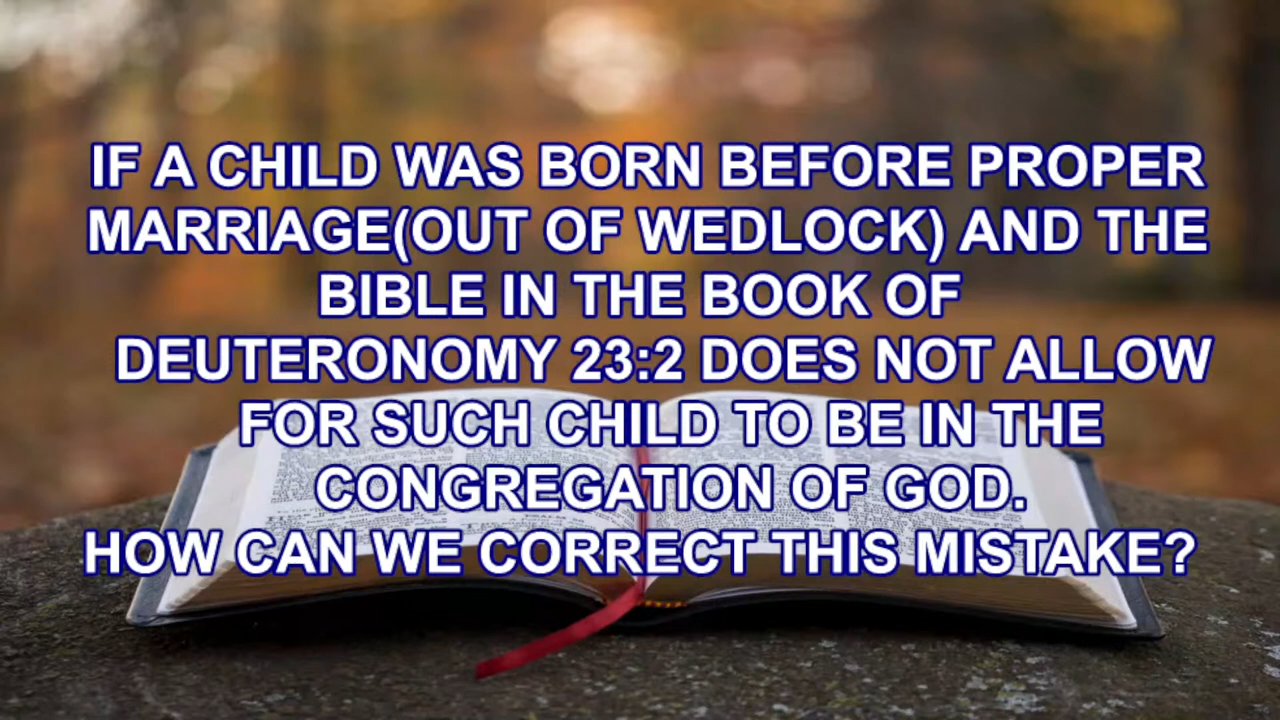 IF A CHILD WAS BORN BEFORE PROPER
MARRIAGE(OUT OF WEDLOCK) AND THE
BIBLE IN THE BOOK OF
DEUTERONOMY 23:2 DOES NOT ALLOW
FOR SUCH CHILD TO BE IN THE
CONGREGATION OF GOD.
HOW CAN WE CORRECT THIS MISTAKE?